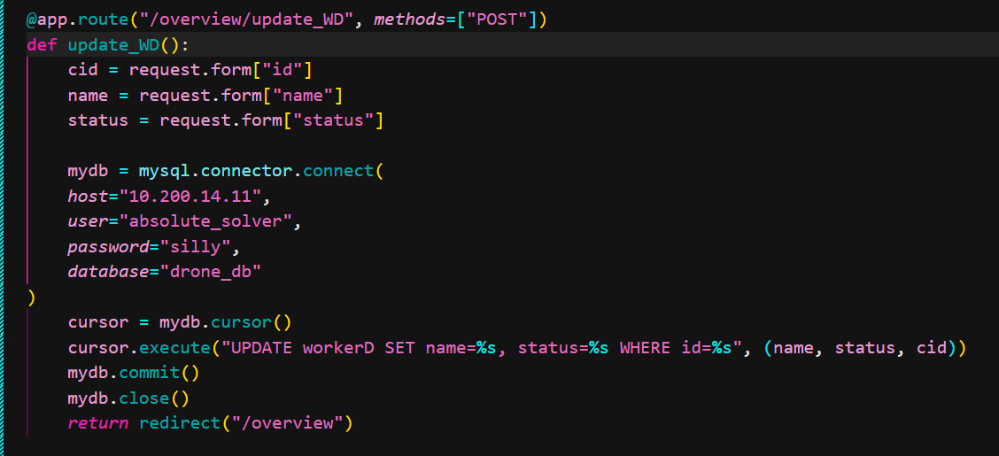 @app.route("/overview/update_WD", methods=["POST"])
def update_WD():
    cid = request.form["id"]
    name = request.form["name"]
    status = request.form["status"]

    mydb = mysql.connector.connect(
    host="10.200.14.11",
    user="absolute_solver",
    password="silly",
    database="drone_db"
)
    cursor = mydb.cursor()
    cursor.execute("UPDATE workerD SET name=%s, status=%s WHERE id=%s", (name, status, cid))
    mydb.commit()
    mydb.close()
    return redirect("/overview")